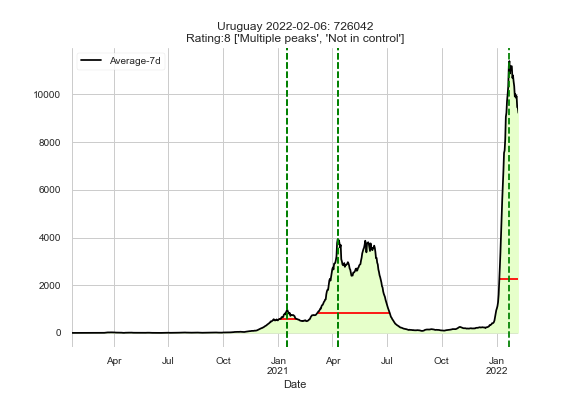 Uruguay 2022-02-06: 726042
Rating:8 ['Multiple peaks', 'Not in control']
Average-7d
10000
8000
6000
4000
2000
0
Apr
Jul
Oct
Jan
2021
Apr
Jul
Oct
Jan
2022
Date